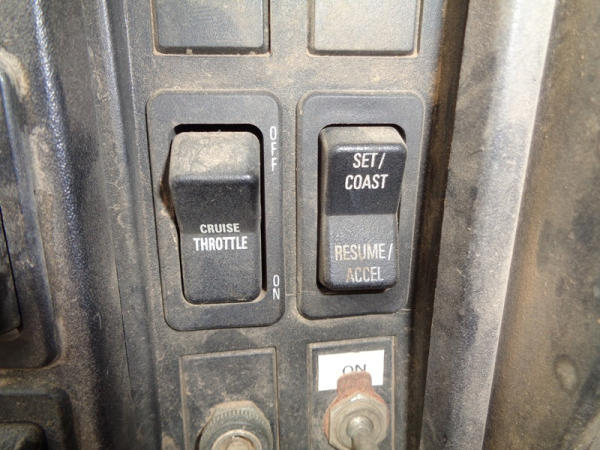 OFF
CRUISE
THROTTLE
ON
SET/
COAST
RESUME/
ACCEL
ON